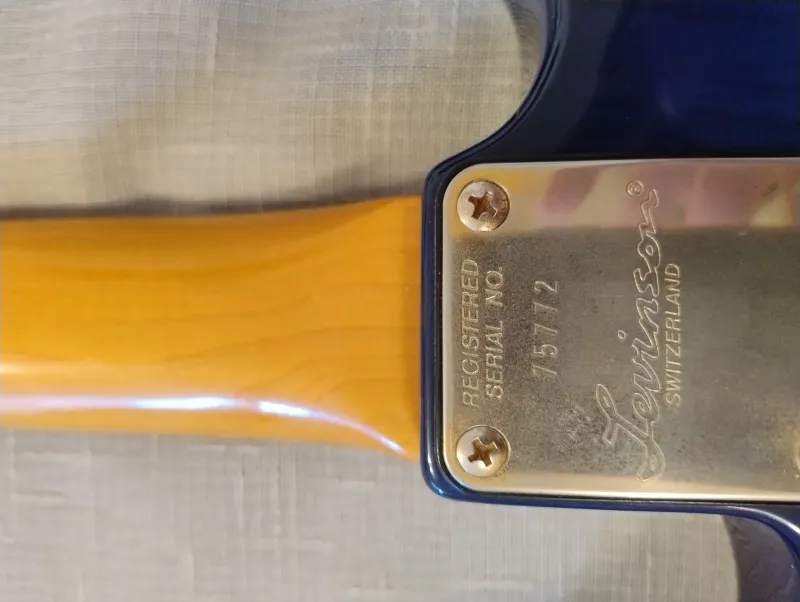 REGISTERED
SERIAL NO.
75772
Levinson®
SWITZERLAND